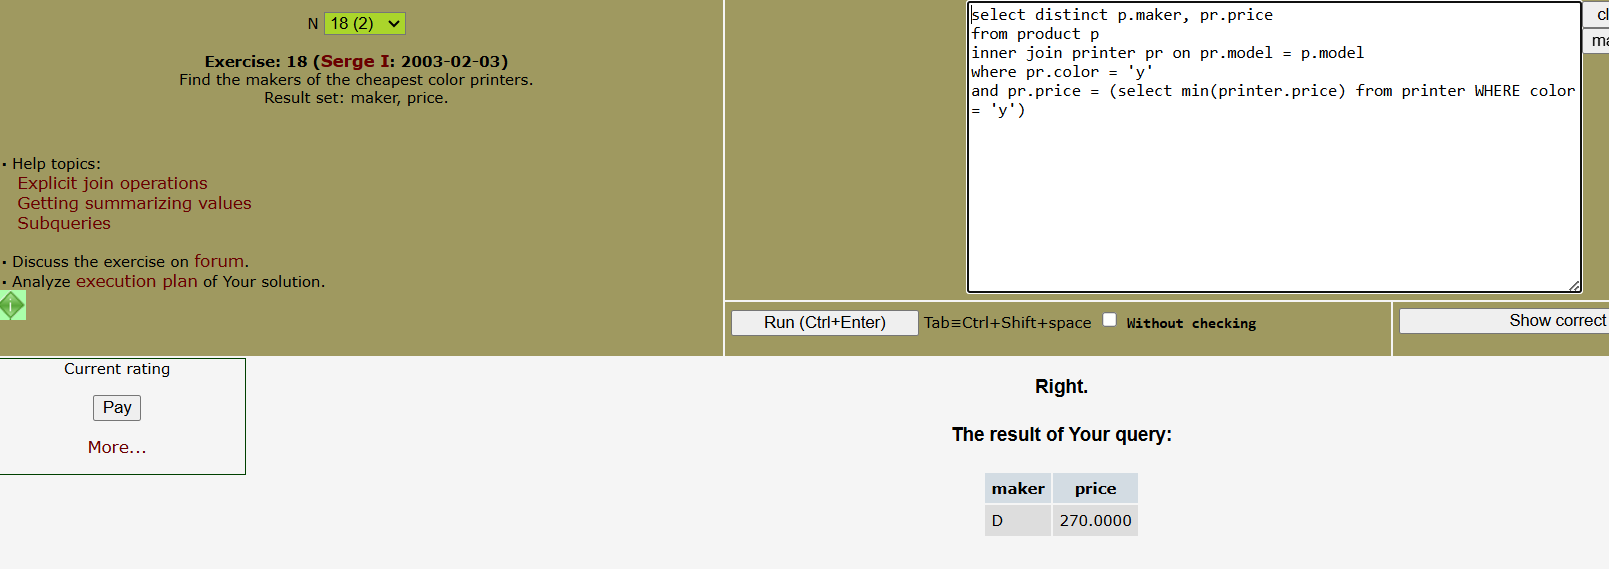 N 18 (2)
Exercise: 18 (Serge I: 2003-02-03)
Find the makers of the cheapest color printers.
Result set: maker, price.
· Help topics:
Explicit join operations
Getting summarizing values
Subqueries
· Discuss the exercise on forum.
· Analyze execution plan of Your solution.
select distinct p.maker, pr.price
from product p
inner join printer pr on pr.model = p.model
where pr.color = 'y'
and pr.price = (select min(printer.price) from printer WHERE color
= 'y')
Run (Ctrl+Enter) Tab≡Ctrl+Shift+space Without checking
Show correct
Current rating
Pay
More...
Right.
The result of Your query:
maker price
D 270.0000